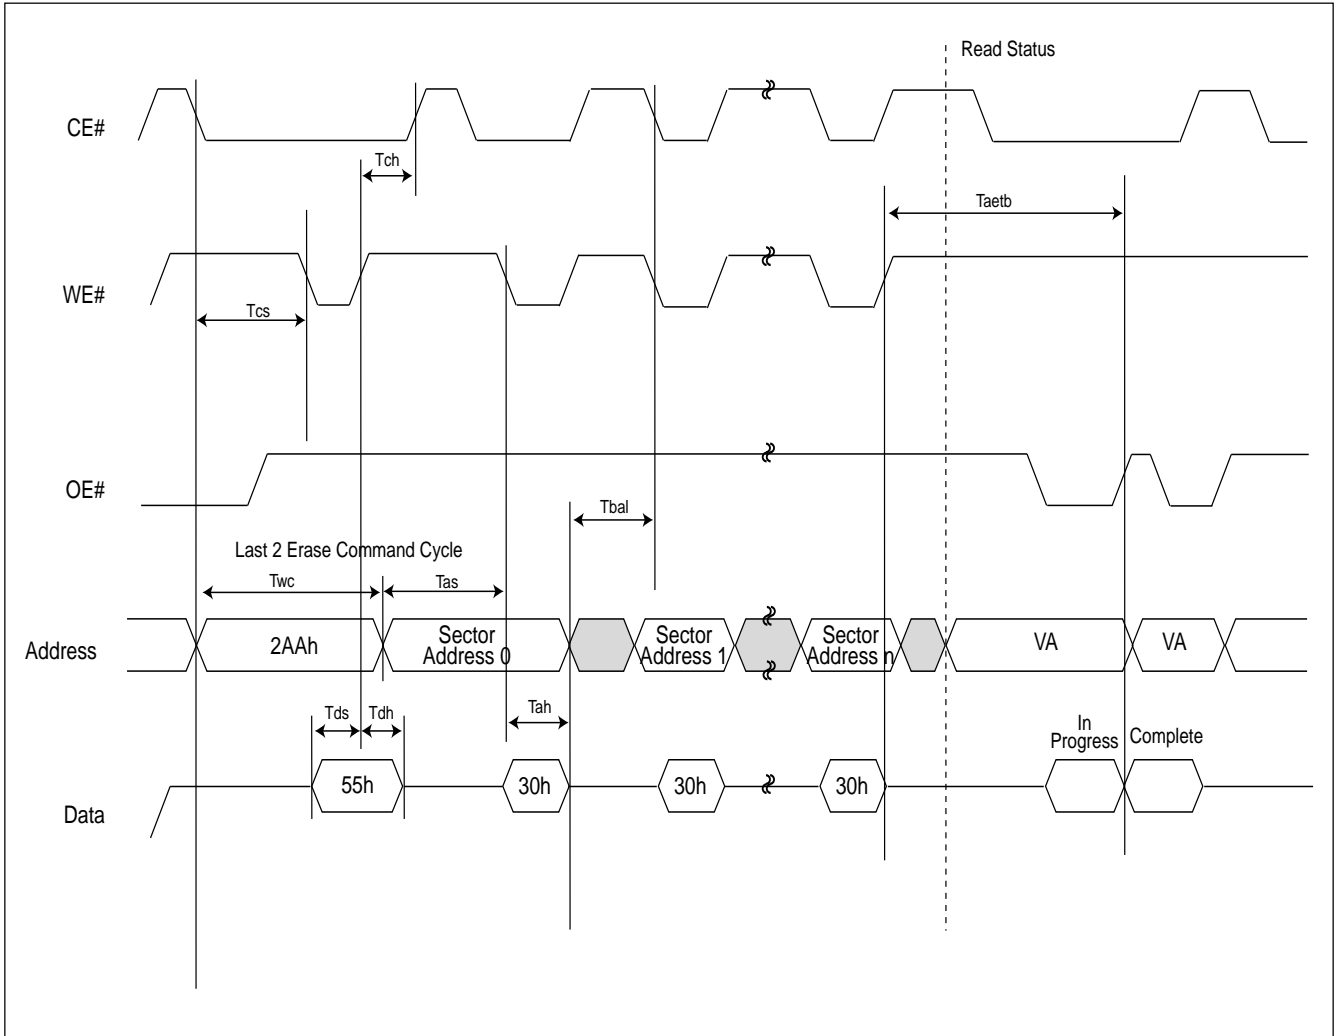 Read Status
CE#
Tch
Taetb
WE#
Tcs
OE#
Tbal
Last 2 Erase Command Cycle
Twc
Tas
Address
2AAh
Sector
Address 0
Sector
Address 1
Sector
Address n
VA
VA
Tds
Tdh
Tah
In
Progress
Complete
Data
55h
30h
30h
30h